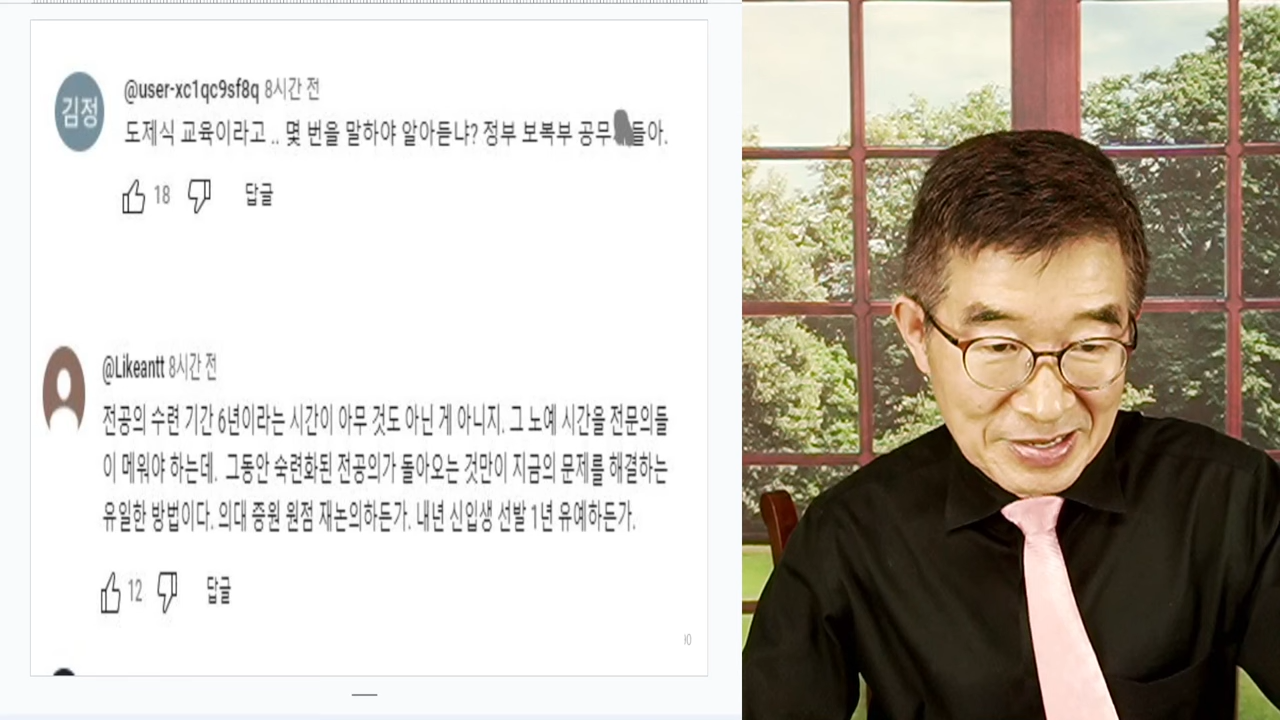 김정
@user-xc1qc9sf8q 8시간 전
도제식 교육이라고 .. 몇 번을 말하야 알아듣냐? 정부 보복부 공무 들아.
18 답글
@Likeantt 8시간 전
전공의 수련 기간 6년이라는 시간이 아무 것도 아닌 게 아니지. 그 노예 시간을 전문의들
이 메워야 하는데. 그동안 숙련화된 전공의가 돌아오는 것만이 지금의 문제를 해결하는
유일한 방법이다. 의대 증원 원점 재논의하든가. 내년 신입생 선발 1년 유예하든가.
12 답글